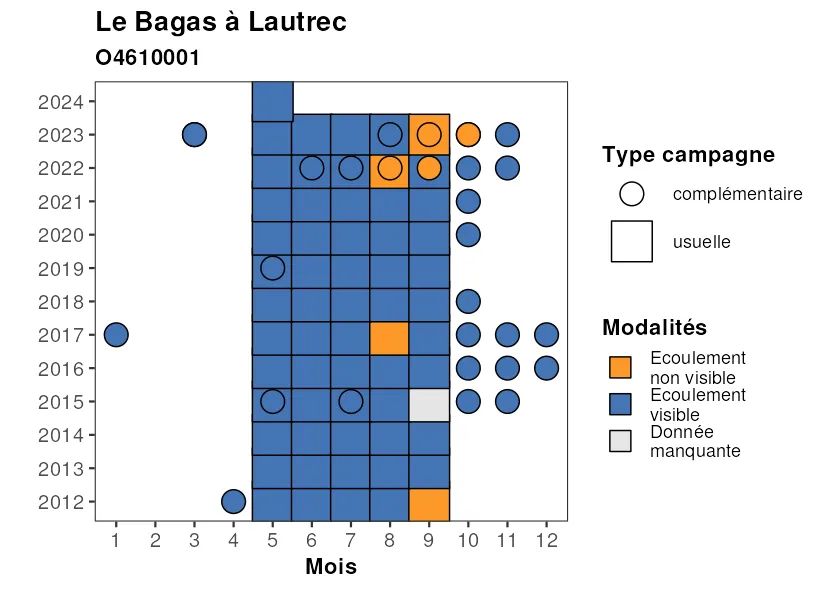 Le Bagas à Lautrec
O4610001
2024
2023
2022
2021
2020
2019
2018
2017
2016
2015
2014
2013
2012
1 2 3 4 5 6 7 8 9 10 11 12
Mois
Type campagne
complémentaire
usuelle
Modalités
Ecoulement
non visible
Ecoulement
visible
Donnée
manquante